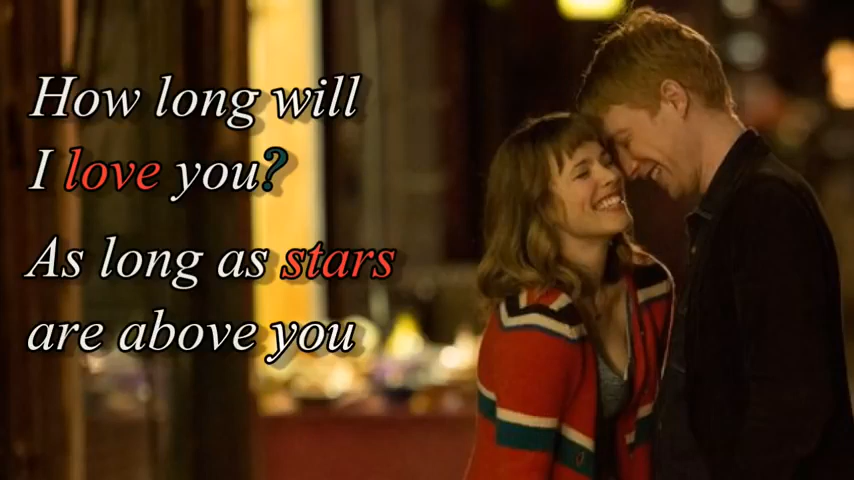 How long will
I love you?
As long as stars
are above you